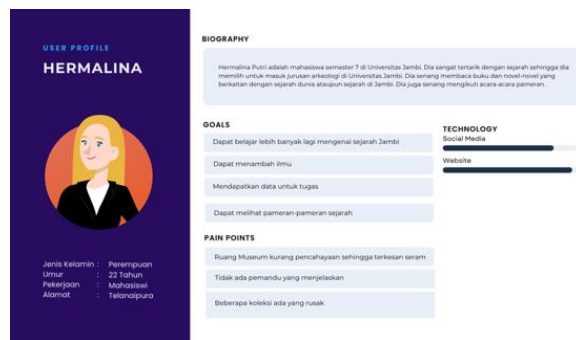 USER PROFILE
HERMALINA
Jenis Kelamin : Perempuan
Umur : 22 Tahun
Pekerjaan : Mahasiswi
Alamat : Telanaipura
BIOGRAPHY
Hermalina Putri adalah mahasiswa semester 7 di Universitas Jambi. Dia sangat tertarik dengan sejarah sehingga dia
memilih untuk masuk jurusan arkeologi di Universitas Jambi. Dia senang membaca buku dan novel-novel yang
berkaitan dengan sejarah dunia ataupun sejarah di Jambi. Dia juga senang mengikuti acara-acara pameran.
GOALS
Dapat belajar lebih banyak lagi mengenai sejarah Jambi
Dapat menambah ilmu
Mendapatkan data untuk tugas
Dapat melihat pameran-pameran sejarah
PAIN POINTS
Ruang Museum kurang pencahayaan sehingga terkesan seram
Tidak ada pemandu yang menjelaskan
Beberapa koleksi ada yang rusak
TECHNOLOGY
Social Media
Website